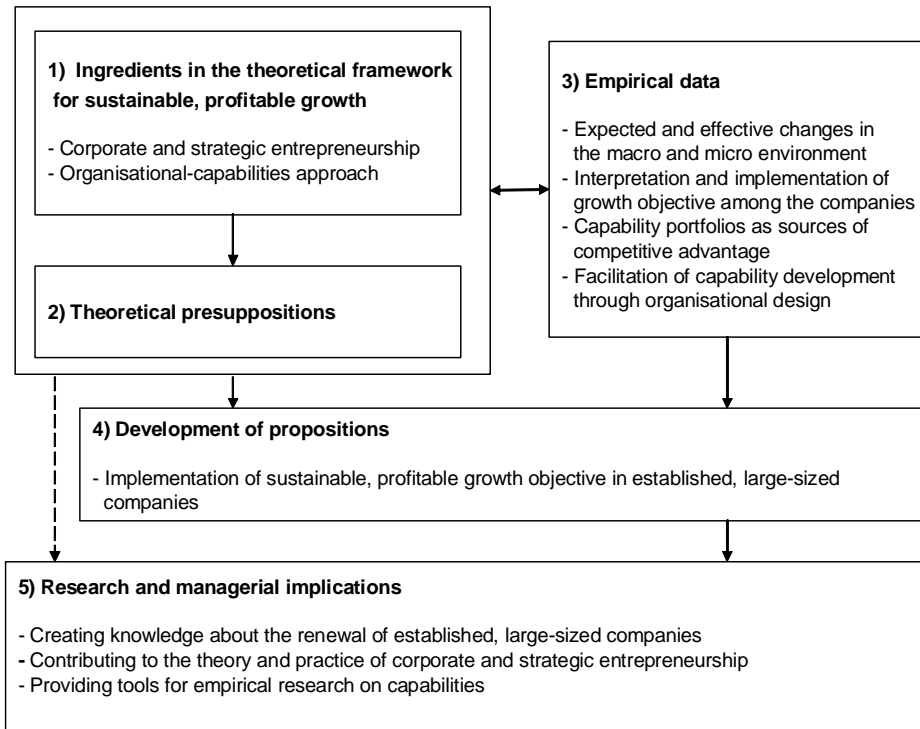 1) Ingredients in the theoretical framework
for sustainable, profitable growth
- Corporate and strategic entrepreneurship
- Organisational-capabilities approach
2) Theoretical presuppositions
3) Empirical data
- Expected and effective changes in
the macro and micro environment
- Interpretation and implementation of
growth objective among the companies
- Capability portfolios as sources of
competitive advantage
- Facilitation of capability development
through organisational design
4) Development of propositions
- Implementation of sustainable, profitable growth objective in established, large-sized
companies
5) Research and managerial implications
- Creating knowledge about the renewal of established, large-sized companies
- Contributing to the theory and practice of corporate and strategic entrepreneurship
- Providing tools for empirical research on capabilities